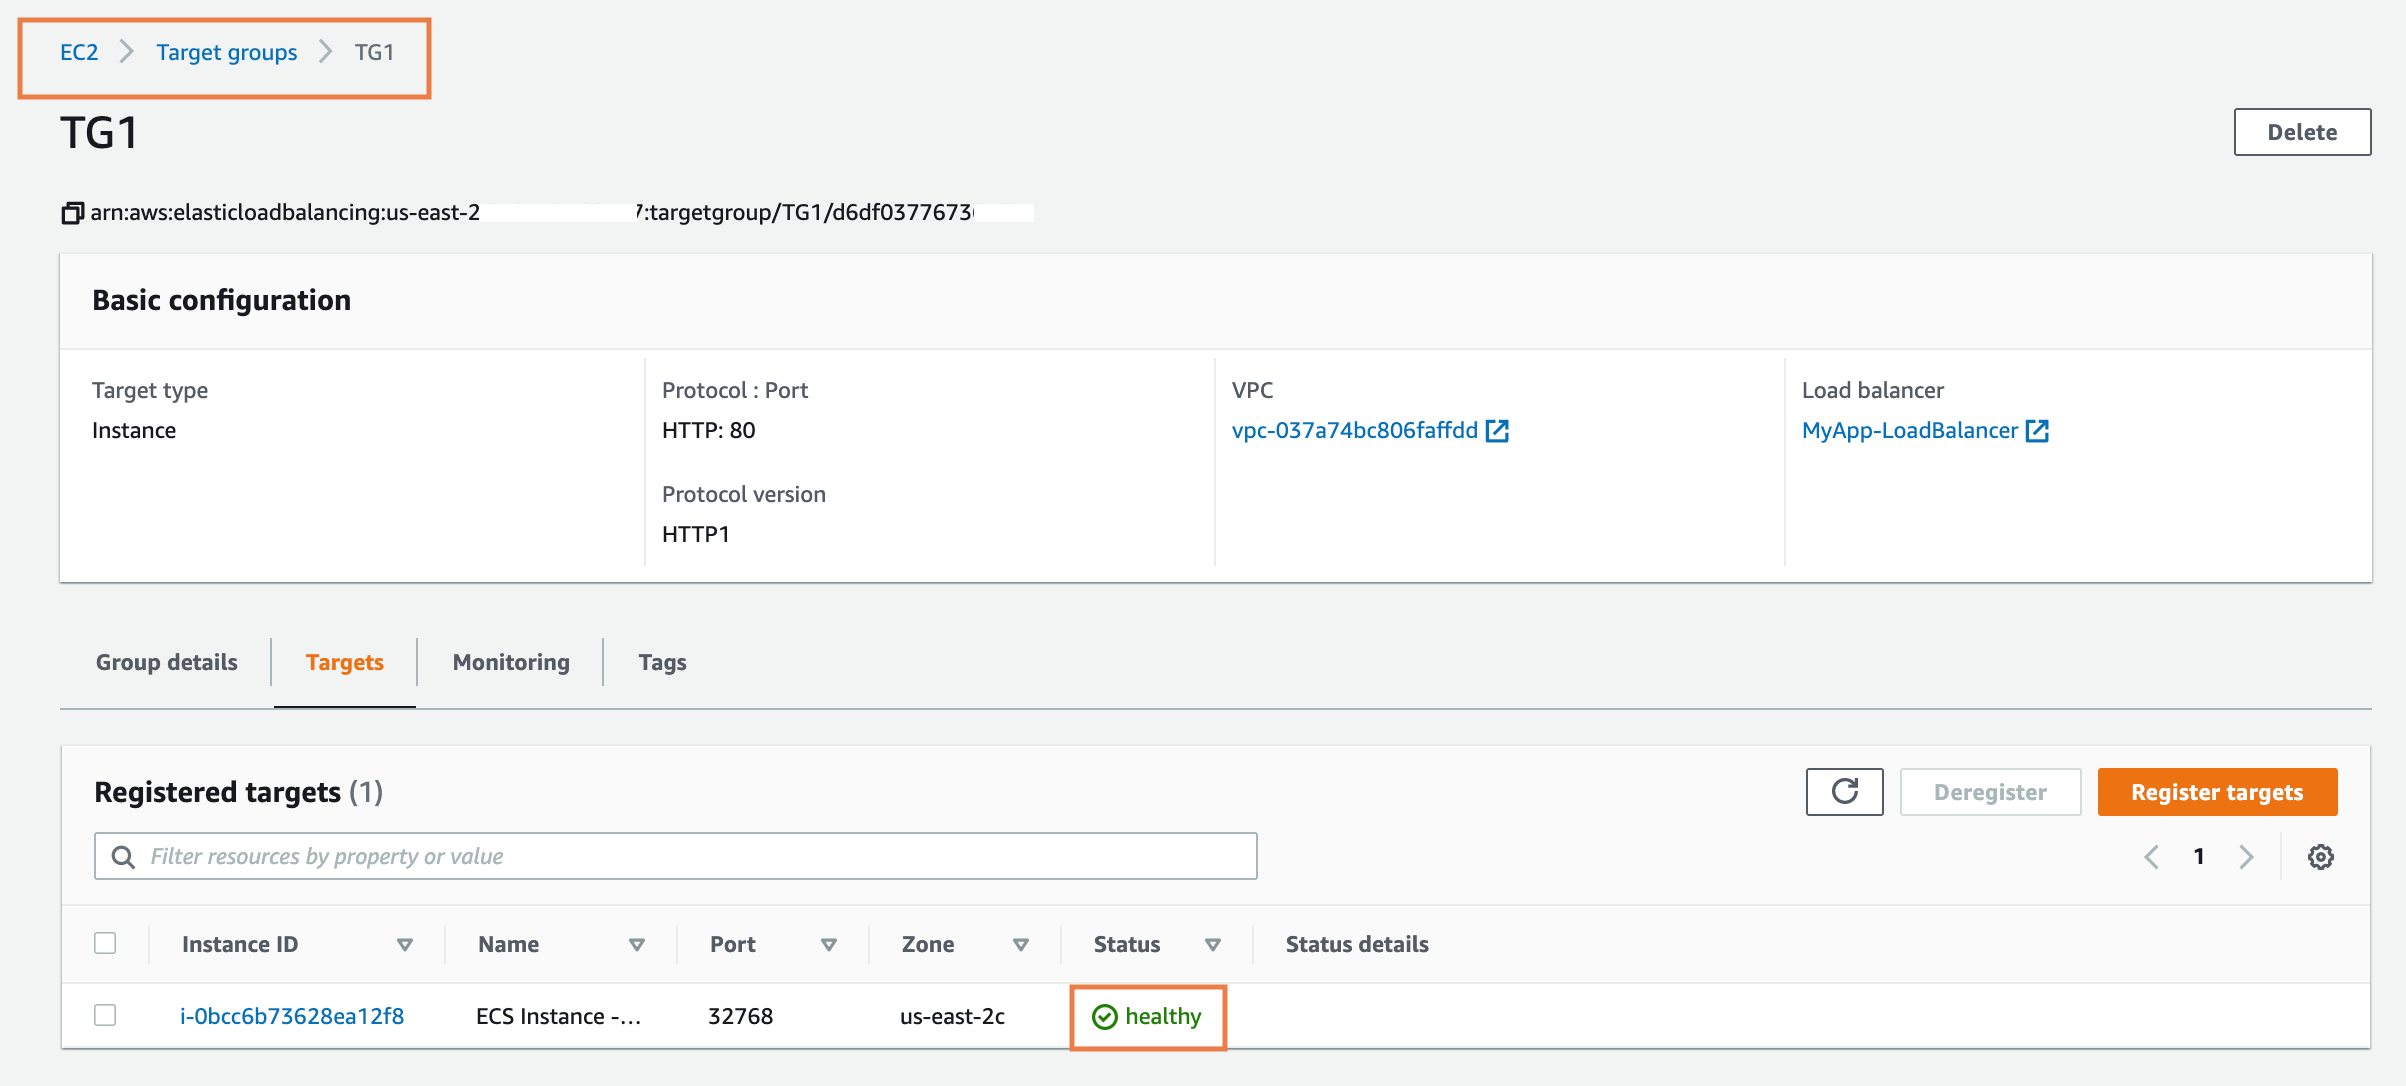 EC2 > Target groups > TG1
TG1
Delete
arn:aws:elasticloadbalancing:us-east-2 7:targetgroup/TG1/d6df0377673
Basic configuration
Target type
Instance
Protocol : Port
HTTP: 80
Protocol version
HTTP1
VPC
vpc-037a74bc806faffdd
Load balancer
MyApp-LoadBalancer
Group details Targets Monitoring Tags
Registered targets (1)
Deregister Register targets
Filter resources by property or value
1
Instance ID Name Port Zone Status Status details
i-0bcc6b73628ea12f8 ECS Instance -... 32768 us-east-2c healthy